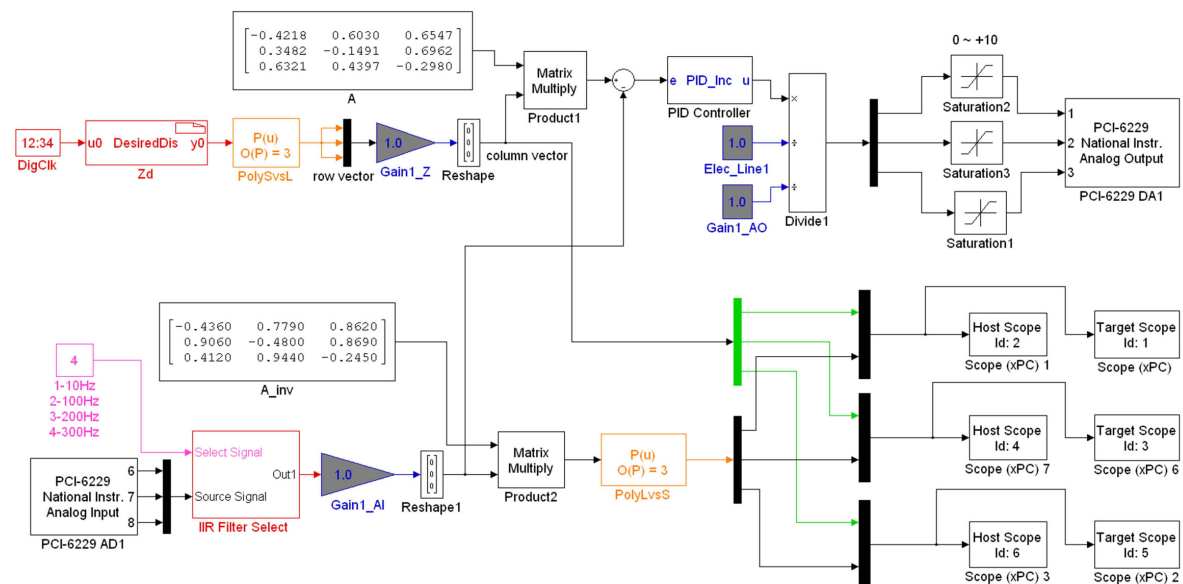 -0.4218 0.6030 0.6547
0.3482 -0.1491 0.6962
0.6321 0.4397 -0.2980
A
Matrix
Multiply
Product1
+
-
e PID_Inc u
PID Controller
×
÷
÷
Divide1
1.0
Elec_Line1
1.0
Gain1_AO
0 ~ +10
Saturation2
Saturation3
Saturation1
1
2
3
PCI-6229
National Instr.
Analog Output
PCI-6229 DA1
12:34
DigClk
u0 DesiredDis y0
Zd
P(u)
O(P) = 3
PolySvsL
row vector
1.0
Gain1_Z
[0 0 0]
Reshape
column vector
-0.4360 0.7790 0.8620
0.9060 -0.4800 0.8690
0.4120 0.9440 -0.2450
A_inv
4
1-10Hz
2-100Hz
3-200Hz
4-300Hz
PCI-6229
National Instr.
Analog Input
6
7
8
PCI-6229 AD1
Select Signal
Source Signal
Out1
IIR Filter Select
1.0
Gain1_AI
[0 0 0]
Reshape1
Matrix
Multiply
Product2
P(u)
O(P) = 3
PolyLvsS
Host Scope
Id: 2
Scope (xPC) 1
Target Scope
Id: 1
Scope (xPC)
Host Scope
Id: 4
Scope (xPC) 7
Target Scope
Id: 3
Scope (xPC) 6
Host Scope
Id: 6
Scope (xPC) 3
Target Scope
Id: 5
Scope (xPC) 2